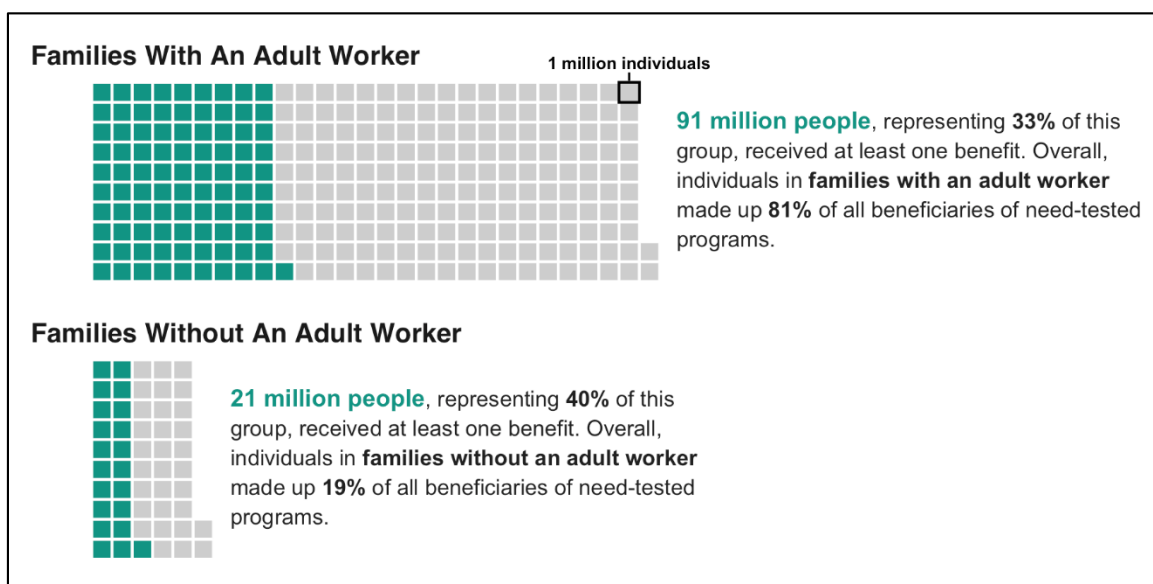 Families With An Adult Worker
1 million individuals
91 million people, representing 33% of this
group, received at least one benefit. Overall,
individuals in families with an adult worker
made up 81% of all beneficiaries of need-tested
programs.
Families Without An Adult Worker
21 million people, representing 40% of this
group, received at least one benefit. Overall,
individuals in families without an adult worker
made up 19% of all beneficiaries of need-tested
programs.